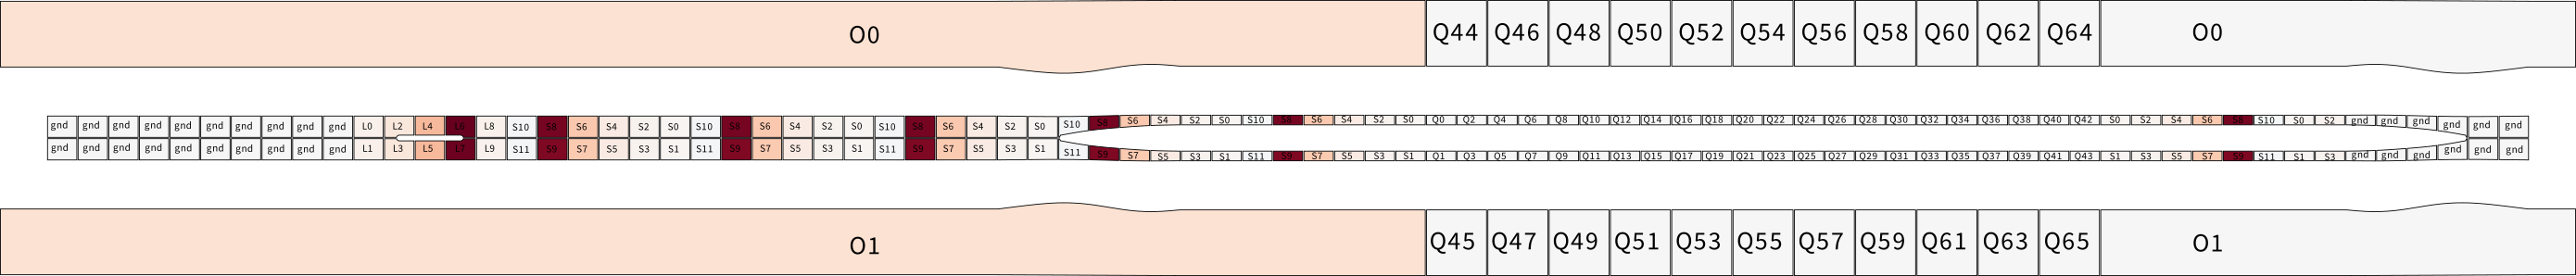 O0 Q44 Q46 Q48 Q50 Q52 Q54 Q56 Q58 Q60 Q62 Q64 O0
gnd gnd gnd gnd gnd gnd gnd gnd gnd gnd L0 L2 L4 L6 L8 S10 S8 S6 S4 S2 S0 S10 S8 S6 S4 S2 S0 S10 S8 S6 S4 S2 S0 S10 S8 S6 S4 S2 S0 S10 S8 S6 S4 S2 S0 Q0 Q2 Q4 Q6 Q8 Q10 Q12 Q14 Q16 Q18 Q20 Q22 Q24 Q26 Q28 Q30 Q32 Q34 Q36 Q38 Q40 Q42 S0 S2 S4 S6 S8 S10 S0 S2 gnd gnd gnd gnd gnd gnd
gnd gnd gnd gnd gnd gnd gnd gnd gnd gnd L1 L3 L5 L7 L9 S11 S9 S7 S5 S3 S1 S11 S9 S7 S5 S3 S1 S11 S9 S7 S5 S3 S1 S11 S9 S7 S5 S3 S1 S11 S9 S7 S5 S3 S1 Q1 Q3 Q5 Q7 Q9 Q11 Q13 Q15 Q17 Q19 Q21 Q23 Q25 Q27 Q29 Q31 Q33 Q35 Q37 Q39 Q41 Q43 S1 S3 S5 S7 S9 S11 S1 S3 gnd gnd gnd gnd gnd gnd
O1 Q45 Q47 Q49 Q51 Q53 Q55 Q57 Q59 Q61 Q63 Q65 O1